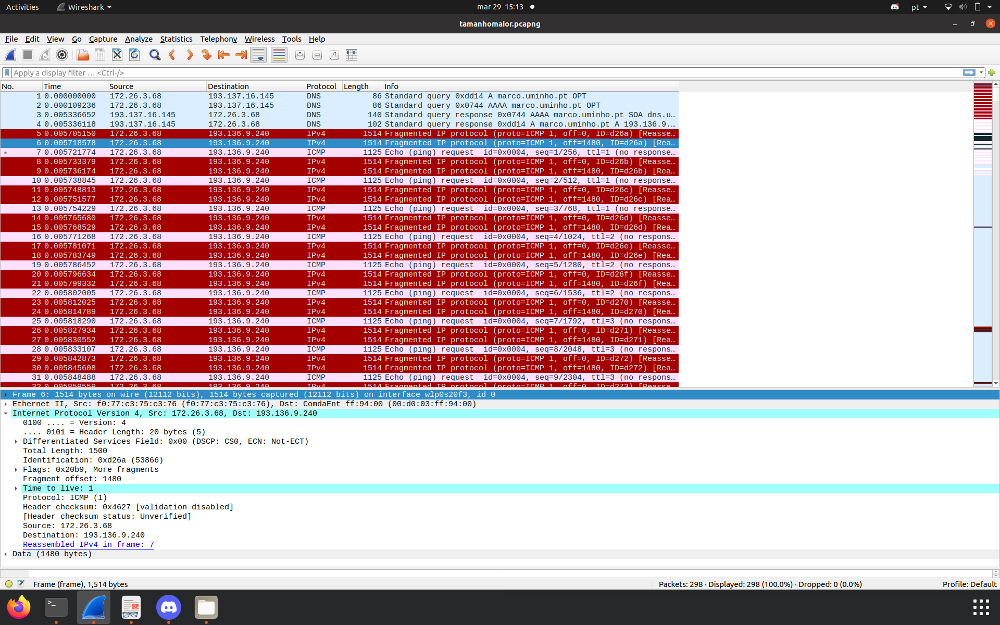 Activities Wireshark mar 29 15:13 pt
tamanhomaior.pcapng
File Edit View Go Capture Analyze Statistics Telephony Wireless Tools Help
Apply a display filter … <Ctrl-/>
No. Time Source Destination Protocol Length Info
1 0.000000000 172.26.3.68 193.137.16.145 DNS 86 Standard query 0xdd14 A marco.uminho.pt OPT
2 0.000109236 172.26.3.68 193.137.16.145 DNS 86 Standard query 0x0744 AAAA marco.uminho.pt OPT
3 0.005336652 193.137.16.145 172.26.3.68 DNS 140 Standard query response 0x0744 AAAA marco.uminho.pt SOA dns.u…
4 0.005336118 193.137.16.145 172.26.3.68 DNS 102 Standard query response 0xdd14 A marco.uminho.pt A 193.136.9.…
5 0.005705150 172.26.3.68 193.136.9.240 IPv4 1514 Fragmented IP protocol (proto=ICMP 1, off=0, ID=d26a) [Reasse…
6 0.005718578 172.26.3.68 193.136.9.240 IPv4 1514 Fragmented IP protocol (proto=ICMP 1, off=1480, ID=d26a) [Rea…
7 0.005721774 172.26.3.68 193.136.9.240 ICMP 1125 Echo (ping) request id=0x0004, seq=1/256, ttl=1 (no response…
8 0.005733379 172.26.3.68 193.136.9.240 IPv4 1514 Fragmented IP protocol (proto=ICMP 1, off=0, ID=d26b) [Reasse…
9 0.005736174 172.26.3.68 193.136.9.240 IPv4 1514 Fragmented IP protocol (proto=ICMP 1, off=1480, ID=d26b) [Rea…
10 0.005738845 172.26.3.68 193.136.9.240 ICMP 1125 Echo (ping) request id=0x0004, seq=2/512, ttl=1 (no response…
11 0.005748813 172.26.3.68 193.136.9.240 IPv4 1514 Fragmented IP protocol (proto=ICMP 1, off=0, ID=d26c) [Reasse…
12 0.005751577 172.26.3.68 193.136.9.240 IPv4 1514 Fragmented IP protocol (proto=ICMP 1, off=1480, ID=d26c) [Rea…
13 0.005754229 172.26.3.68 193.136.9.240 ICMP 1125 Echo (ping) request id=0x0004, seq=3/768, ttl=1 (no response…
14 0.005765680 172.26.3.68 193.136.9.240 IPv4 1514 Fragmented IP protocol (proto=ICMP 1, off=0, ID=d26d) [Reasse…
15 0.005768529 172.26.3.68 193.136.9.240 IPv4 1514 Fragmented IP protocol (proto=ICMP 1, off=1480, ID=d26d) [Rea…
16 0.005771268 172.26.3.68 193.136.9.240 ICMP 1125 Echo (ping) request id=0x0004, seq=4/1024, ttl=2 (no respons…
17 0.005781071 172.26.3.68 193.136.9.240 IPv4 1514 Fragmented IP protocol (proto=ICMP 1, off=0, ID=d26e) [Reasse…
18 0.005783749 172.26.3.68 193.136.9.240 IPv4 1514 Fragmented IP protocol (proto=ICMP 1, off=1480, ID=d26e) [Rea…
19 0.005786452 172.26.3.68 193.136.9.240 ICMP 1125 Echo (ping) request id=0x0004, seq=5/1280, ttl=2 (no respons…
20 0.005796634 172.26.3.68 193.136.9.240 IPv4 1514 Fragmented IP protocol (proto=ICMP 1, off=0, ID=d26f) [Reasse…
21 0.005799332 172.26.3.68 193.136.9.240 IPv4 1514 Fragmented IP protocol (proto=ICMP 1, off=1480, ID=d26f) [Rea…
22 0.005802005 172.26.3.68 193.136.9.240 ICMP 1125 Echo (ping) request id=0x0004, seq=6/1536, ttl=2 (no respons…
23 0.005812025 172.26.3.68 193.136.9.240 IPv4 1514 Fragmented IP protocol (proto=ICMP 1, off=0, ID=d270) [Reasse…
24 0.005814789 172.26.3.68 193.136.9.240 IPv4 1514 Fragmented IP protocol (proto=ICMP 1, off=1480, ID=d270) [Rea…
25 0.005818290 172.26.3.68 193.136.9.240 ICMP 1125 Echo (ping) request id=0x0004, seq=7/1792, ttl=3 (no respons…
26 0.005827934 172.26.3.68 193.136.9.240 IPv4 1514 Fragmented IP protocol (proto=ICMP 1, off=0, ID=d271) [Reasse…
27 0.005830552 172.26.3.68 193.136.9.240 IPv4 1514 Fragmented IP protocol (proto=ICMP 1, off=1480, ID=d271) [Rea…
28 0.005833107 172.26.3.68 193.136.9.240 ICMP 1125 Echo (ping) request id=0x0004, seq=8/2048, ttl=3 (no respons…
29 0.005842873 172.26.3.68 193.136.9.240 IPv4 1514 Fragmented IP protocol (proto=ICMP 1, off=0, ID=d272) [Reasse…
30 0.005845608 172.26.3.68 193.136.9.240 IPv4 1514 Fragmented IP protocol (proto=ICMP 1, off=1480, ID=d272) [Rea…
31 0.005848488 172.26.3.68 193.136.9.240 ICMP 1125 Echo (ping) request id=0x0004, seq=9/2304, ttl=3 (no respons…
32 0.005859559 172.26.3.68 193.136.9.240 IPv4 1514 Fragmented IP protocol (proto=ICMP 1, off=0, ID=d273) [Reasse…
Frame 6: 1514 bytes on wire (12112 bits), 1514 bytes captured (12112 bits) on interface wlp0s20f3, id 0
Ethernet II, Src: f0:77:c3:75:c3:76 (f0:77:c3:75:c3:76), Dst: ComdaEnt_ff:94:00 (00:d0:03:ff:94:00)
Internet Protocol Version 4, Src: 172.26.3.68, Dst: 193.136.9.240
0100 .... = Version: 4
.... 0101 = Header Length: 20 bytes (5)
Differentiated Services Field: 0x00 (DSCP: CS0, ECN: Not-ECT)
Total Length: 1500
Identification: 0xd26a (53866)
Flags: 0x20b9, More fragments
Fragment offset: 1480
Time to live: 1
Protocol: ICMP (1)
Header checksum: 0x4627 [validation disabled]
[Header checksum status: Unverified]
Source: 172.26.3.68
Destination: 193.136.9.240
Reassembled IPv4 in frame: 7
Data (1480 bytes)
Frame (frame), 1,514 bytes Packets: 298 · Displayed: 298 (100.0%) · Dropped: 0 (0.0%) Profile: Default